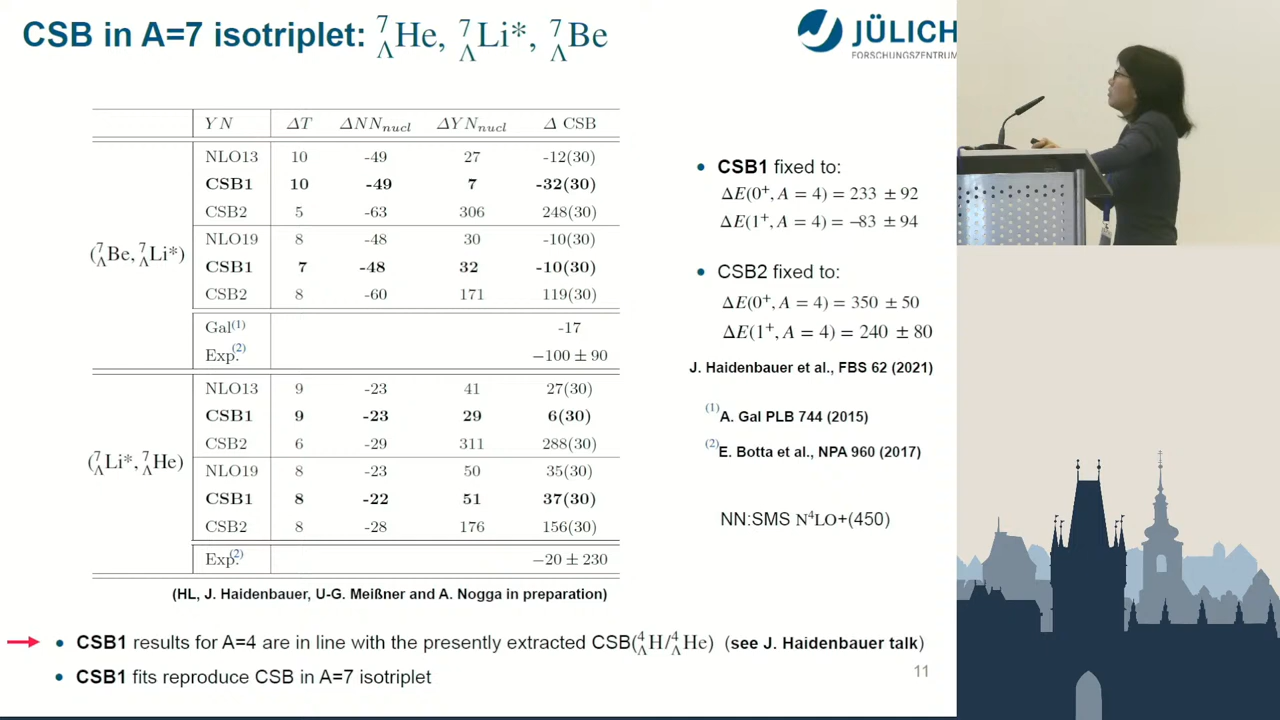 CSB in A=7 isotriplet: ⁷ΛHe, ⁷ΛLi*, ⁷ΛBe
JÜLICH
FORSCHUNGSZENTRUM
YN ΔT ΔNNnucl ΔYNnucl Δ CSB
NLO13 10 -49 27 -12(30)
CSB1 10 -49 7 -32(30)
CSB2 5 -63 306 248(30)
NLO19 8 -48 30 -10(30)
(⁷ΛBe, ⁷ΛLi*)
CSB1 7 -48 32 -10(30)
CSB2 8 -60 171 119(30)
Gal(1) -17
Exp.(2) −100 ± 90
NLO13 9 -23 41 27(30)
CSB1 9 -23 29 6(30)
CSB2 6 -29 311 288(30)
(⁷ΛLi*, ⁷ΛHe)
NLO19 8 -23 50 35(30)
CSB1 8 -22 51 37(30)
CSB2 8 -28 176 156(30)
Exp.(2) −20 ± 230
(HL, J. Haidenbauer, U-G. Meißner and A. Nogga in preparation)
• CSB1 fixed to:
ΔE(0⁺, A = 4) = 233 ± 92
ΔE(1⁺, A = 4) = −83 ± 94
• CSB2 fixed to:
ΔE(0⁺, A = 4) = 350 ± 50
ΔE(1⁺, A = 4) = 240 ± 80
J. Haidenbauer et al., FBS 62 (2021)
(1) A. Gal PLB 744 (2015)
(2) E. Botta et al., NPA 960 (2017)
NN:SMS N⁴LO+(450)
• CSB1 results for A=4 are in line with the presently extracted CSB(⁴ΛH/⁴ΛHe) (see J. Haidenbauer talk)
• CSB1 fits reproduce CSB in A=7 isotriplet
11